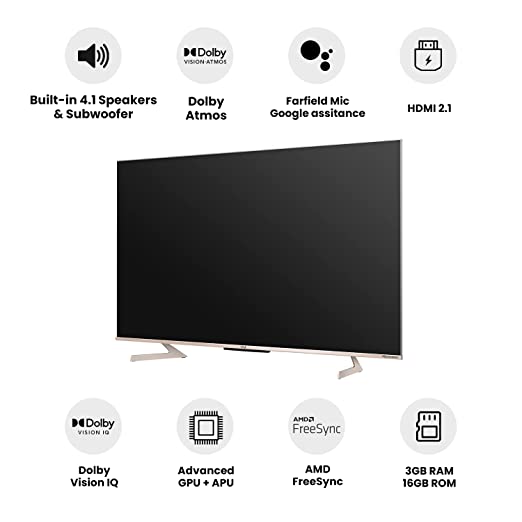 Dolby
VISION·ATMOS
Built-in 4.1 Speakers
& Subwoofer
Dolby
Atmos
Farfield Mic
Google assitance
HDMI 2.1
Dolby
VISION IQ
AMD
FreeSync
Dolby
Vision IQ
Advanced
GPU + APU
AMD
FreeSync
3GB RAM
16GB ROM